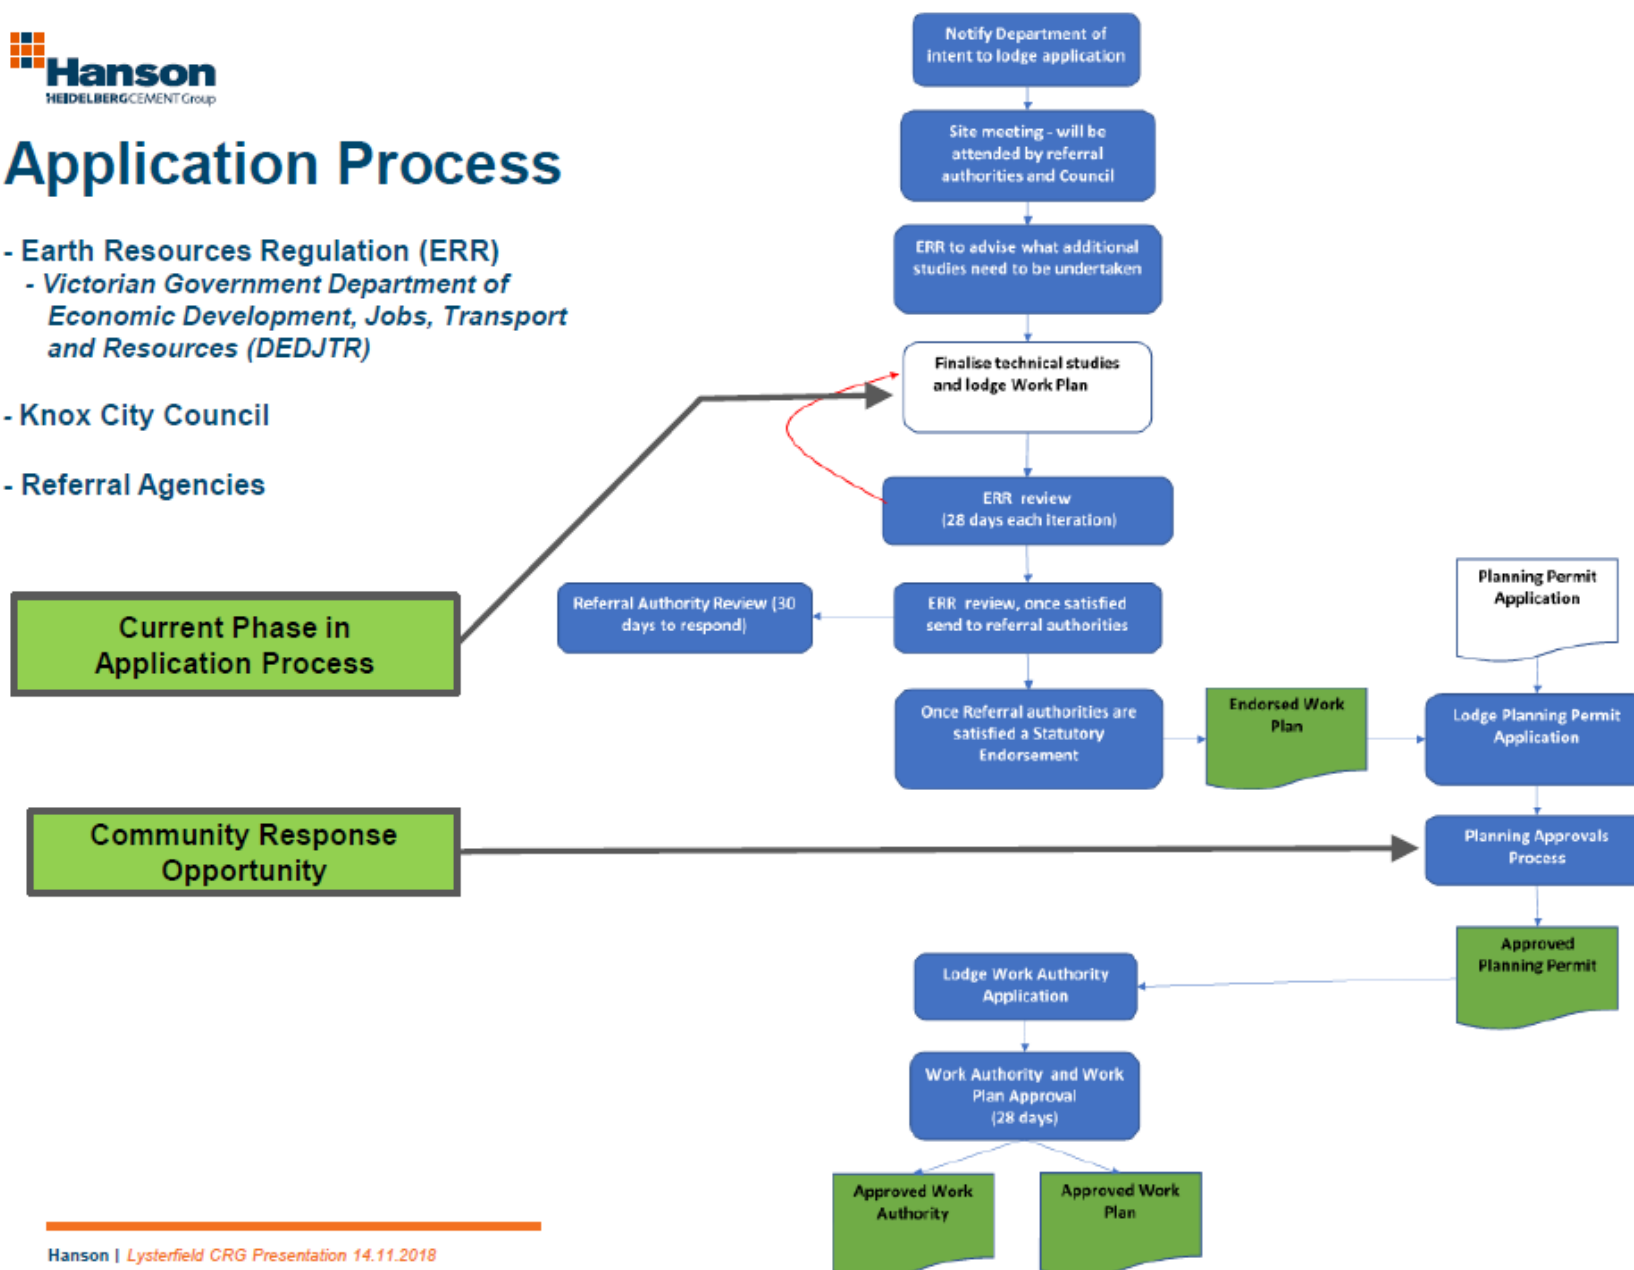 Hanson
HEIDELBERGCEMENT Group
Application Process
- Earth Resources Regulation (ERR)
- Victorian Government Department of
Economic Development, Jobs, Transport
and Resources (DEDJTR)
- Knox City Council
- Referral Agencies
Current Phase in
Application Process
Community Response
Opportunity
Notify Department of
intent to lodge application
Site meeting - will be
attended by referral
authorities and Council
ERR to advise what additional
studies need to be undertaken
Finalise technical studies
and lodge Work Plan
ERR review
(28 days each iteration)
Referral Authority Review (30
days to respond)
ERR review, once satisfied
send to referral authorities
Once Referral authorities are
satisfied a Statutory
Endorsement
Endorsed Work
Plan
Planning Permit
Application
Lodge Planning Permit
Application
Planning Approvals
Process
Approved
Planning Permit
Lodge Work Authority
Application
Work Authority and Work
Plan Approval
(28 days)
Approved Work
Authority
Approved Work
Plan
Hanson | Lysterfield CRG Presentation 14.11.2018